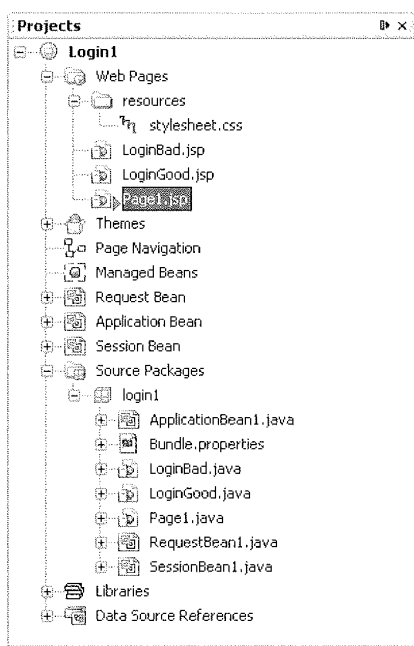 Projects
Login1
Web Pages
resources
stylesheet.css
LoginBad.jsp
LoginGood.jsp
Page1.jsp
Themes
Page Navigation
Managed Beans
Request Bean
Application Bean
Session Bean
Source Packages
login1
ApplicationBean1.java
Bundle.properties
LoginBad.java
LoginGood.java
Page1.java
RequestBean1.java
SessionBean1.java
Libraries
Data Source References